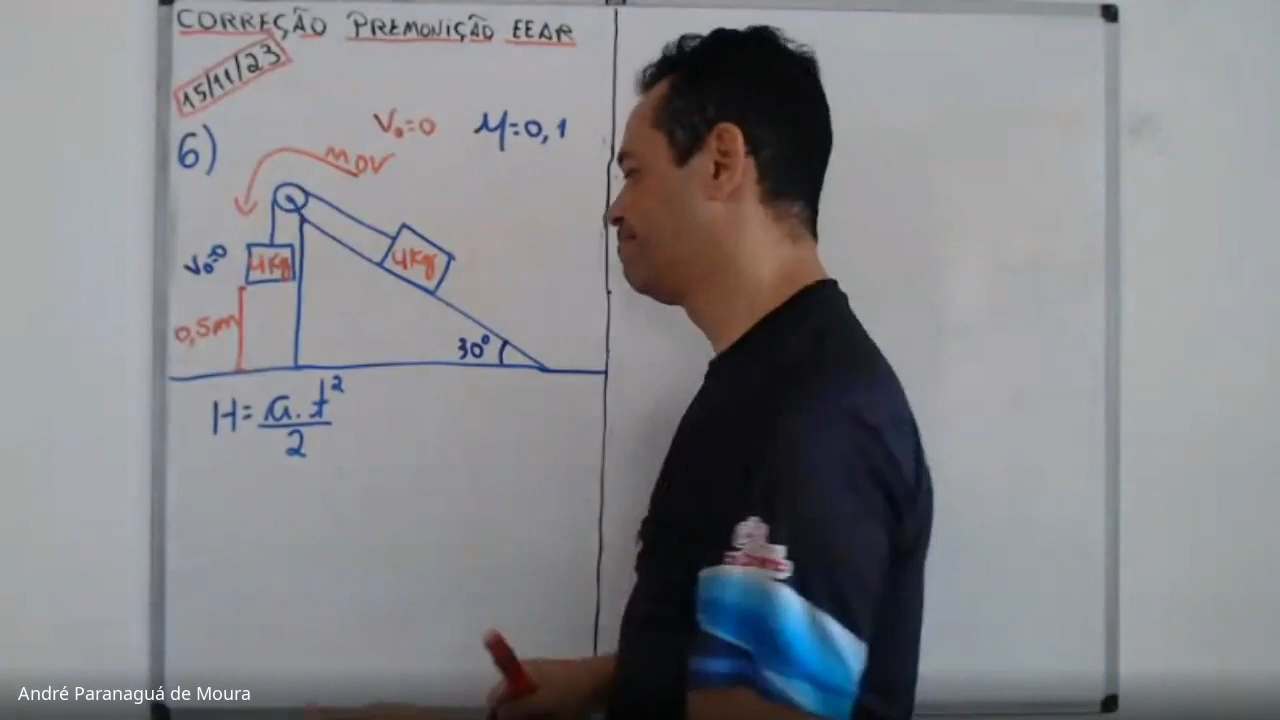 CORREÇÃO PREMONIÇÃO EEAR
15/11/23
6)
V₀=0 μ=0,1
MOV
V₀=0
4Kg
4Kg
0,5m
30°
H = a.t²
2
André Paranaguá de Moura